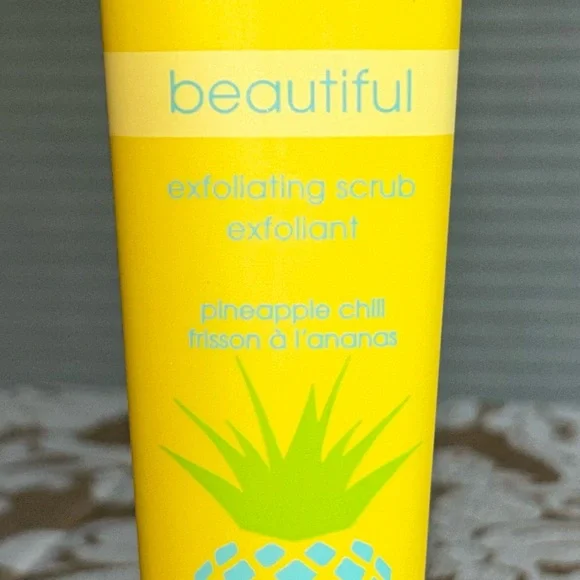 beautiful
exfoliating scrub
exfoliant
pineapple chill
frisson à l'ananas